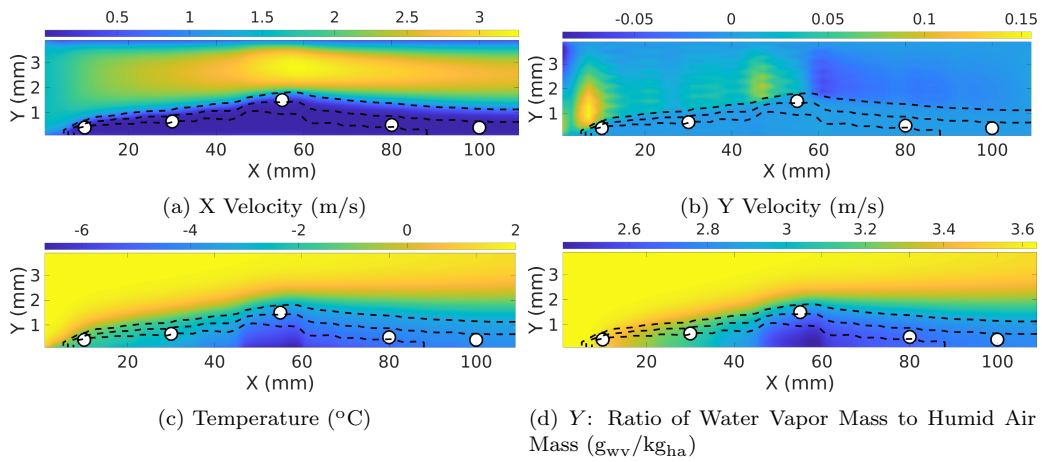 0.5 1 1.5 2 2.5 3
-0.05 0 0.05 0.1 0.15
Y (mm)
3
2
1
20 40 60 80 100
X (mm)
Y (mm)
3
2
1
20 40 60 80 100
X (mm)
(a) X Velocity (m/s)
(b) Y Velocity (m/s)
-6 -4 -2 0 2
2.6 2.8 3 3.2 3.4 3.6
Y (mm)
3
2
1
20 40 60 80 100
X (mm)
Y (mm)
3
2
1
20 40 60 80 100
X (mm)
(c) Temperature (°C)
(d) Y: Ratio of Water Vapor Mass to Humid Air
Mass (g_wv/kg_ha)